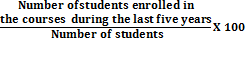 Number ofstudents enrolled in
the courses during the last five years
Number of students
X 100